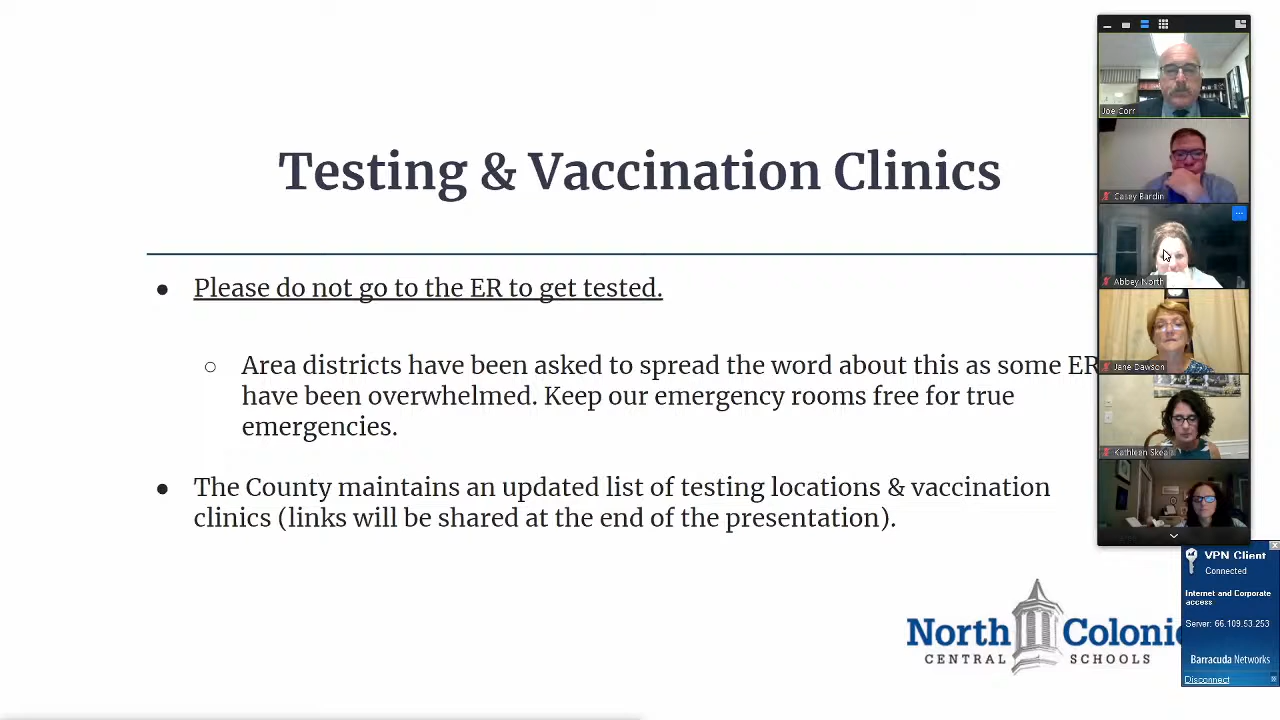 Testing & Vaccination Clinics
● Please do not go to the ER to get tested.
○ Area districts have been asked to spread the word about this as some ER
have been overwhelmed. Keep our emergency rooms free for true
emergencies.
● The County maintains an updated list of testing locations & vaccination
clinics (links will be shared at the end of the presentation).
North Colonie
CENTRAL SCHOOLS
Joe Corr
Casey Bardin
Abbey North
Jane Dawson
Kathleen Skea
VPN Client
Connected
Internet and Corporate
access
Server: 66.109.53.253
Barracuda Networks
Disconnect